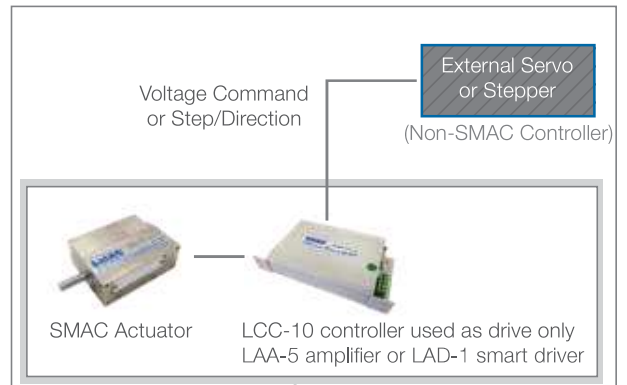 External Servo
or Stepper
(Non-SMAC Controller)
Voltage Command
or Step/Direction
SMAC Actuator
LCC-10 controller used as drive only
LAA-5 amplifier or LAD-1 smart driver